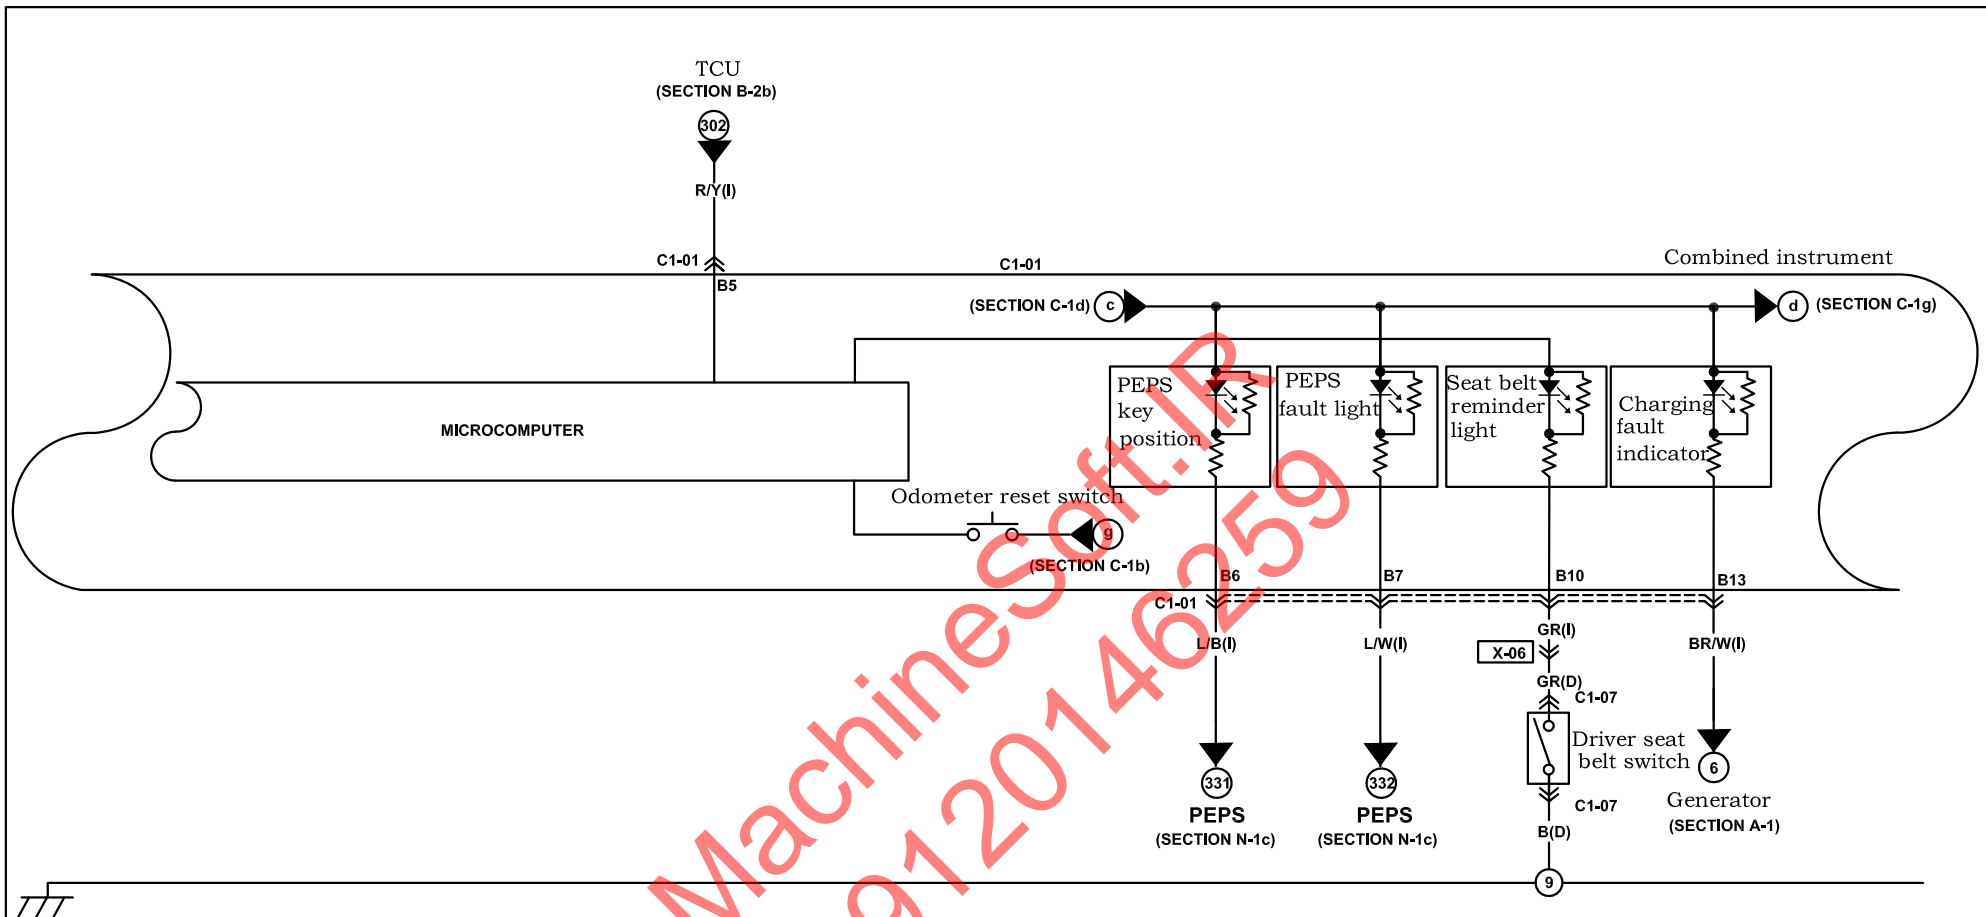 TCU
(SECTION B-2b)
302
R/Y(I)
C1-01
B5
C1-01
Combined instrument
(SECTION C-1d)
c
d
(SECTION C-1g)
PEPS
key
position
PEPS
fault light
Seat belt
reminder
light
Charging
fault
indicator
MICROCOMPUTER
Odometer reset switch
g
(SECTION C-1b)
B6
B7
B10
B13
C1-01
L/B(I)
L/W(I)
GR(I)
BR/W(I)
X-06
GR(D)
C1-07
Driver seat
belt switch
331
332
6
PEPS
(SECTION N-1c)
PEPS
(SECTION N-1c)
C1-07
Generator
(SECTION A-1)
B(D)
9
MachineSoft.IR
9120146259